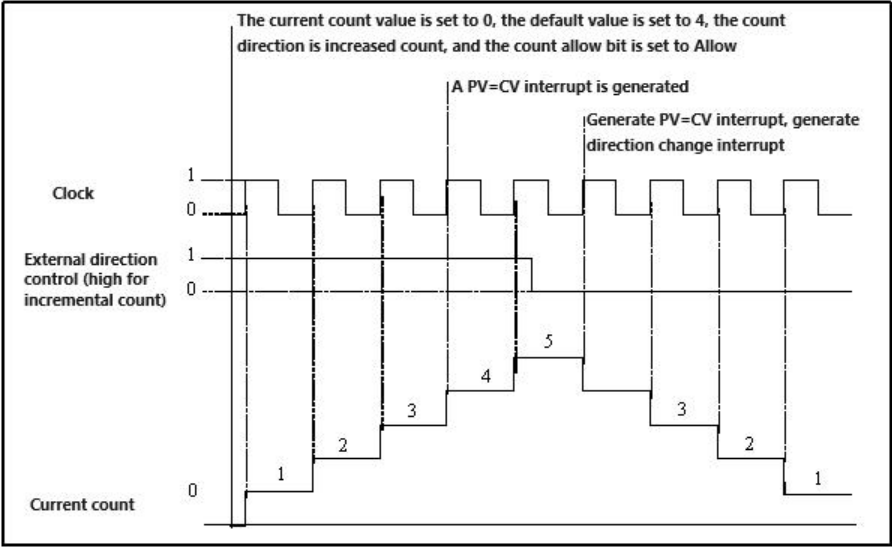 The current count value is set to 0, the default value is set to 4, the count
direction is increased count, and the count allow bit is set to Allow
A PV=CV interrupt is generated
Generate PV=CV interrupt, generate
direction change interrupt
Clock
1
0
External direction
control (high for
incremental count)
1
0
5
4
3
3
2
2
1
1
0
Current count